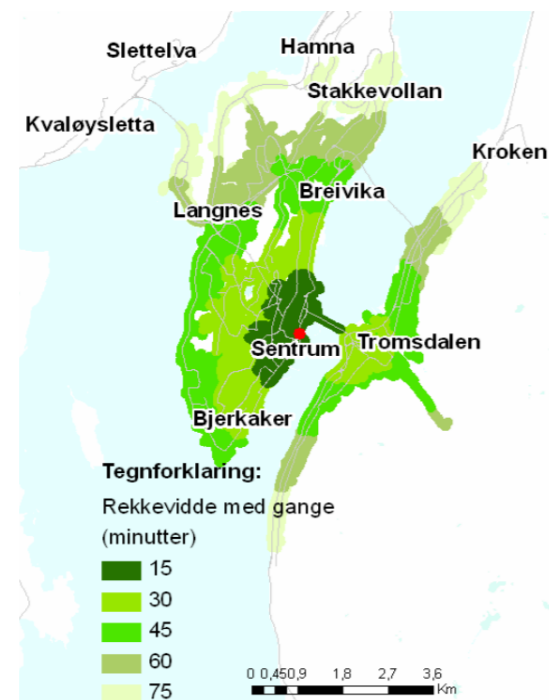 Hamna
Slettelva
Stakkevollan
Kvaløysletta
Kroken
Breivika
Langnes
Sentrum
Tromsdalen
Bjerkaker
Tegnforklaring:
Rekkevidde med gange
(minutter)
15
30
45
60
75
0 0,450,9 1,8 2,7 3,6
Km